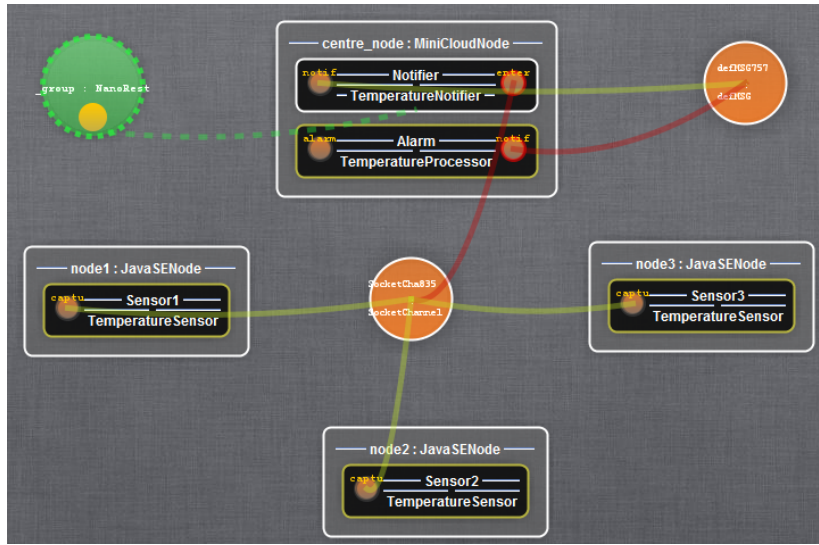 centre_node : MiniCloudNode
notif
Notifier
enter
TemperatureNotifier
alarm
Alarm
notif
TemperatureProcessor
_group : NanoRest
defMSG757
:
defMSG
node1 : JavaSENode
captu
Sensor1
TemperatureSensor
SocketCha835
SocketChannel
node3 : JavaSENode
captu
Sensor3
TemperatureSensor
node2 : JavaSENode
captu
Sensor2
TemperatureSensor